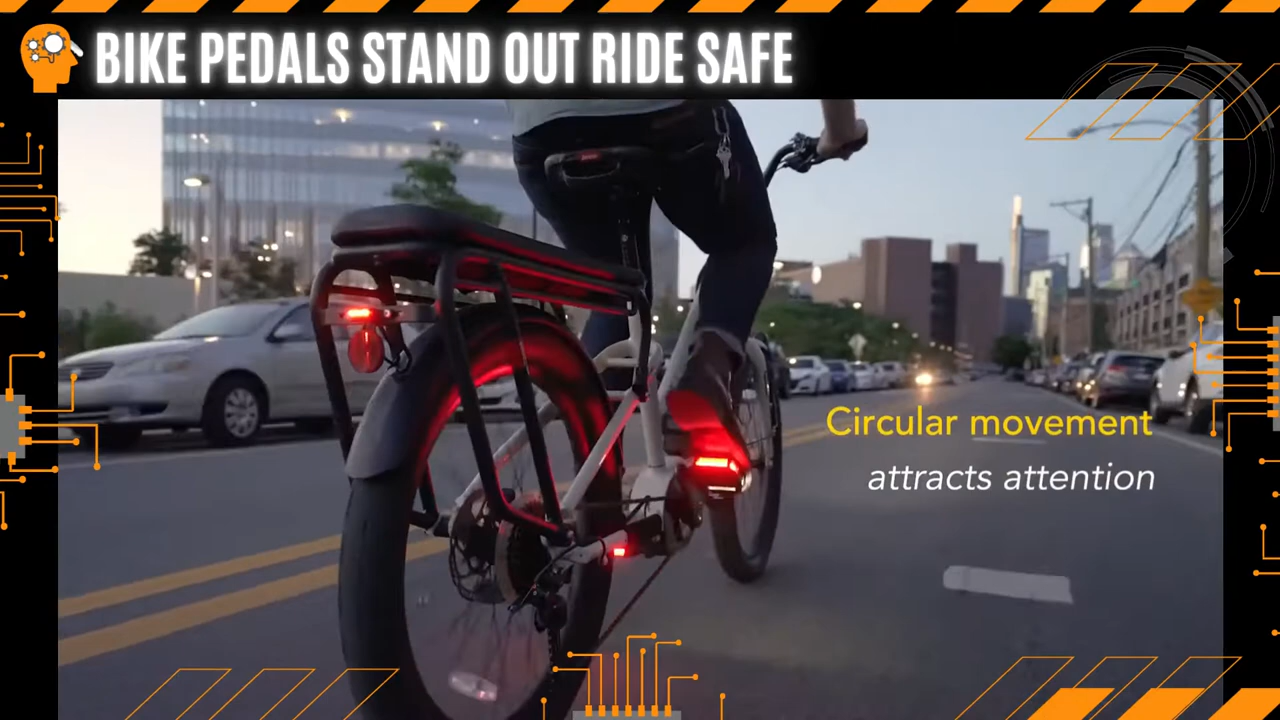 BIKE PEDALS STAND OUT RIDE SAFE
Circular movement
attracts attention